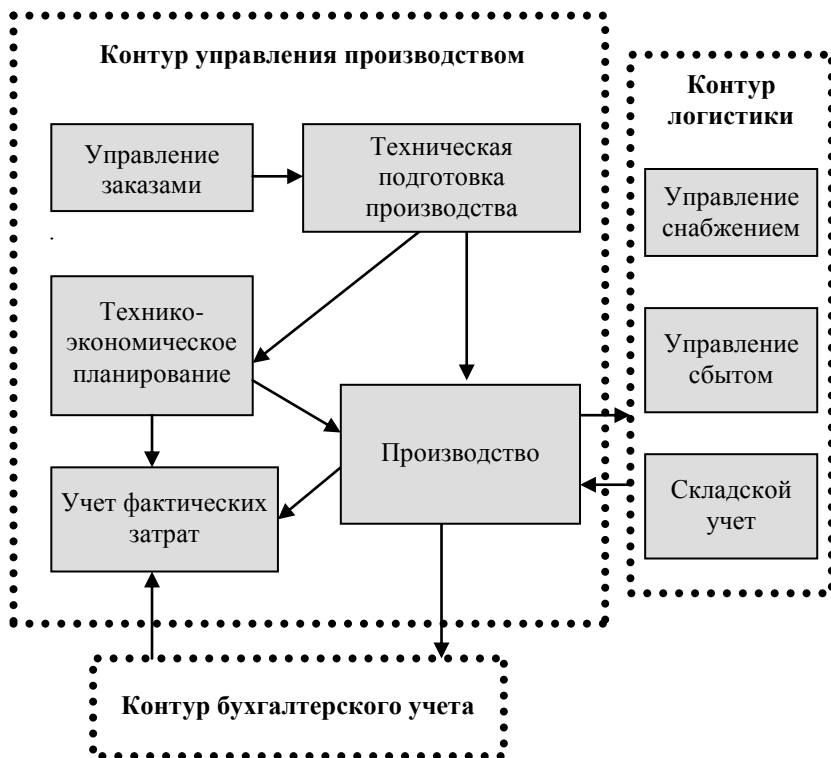 Контур управления производством
Управление
заказами
Техническая
подготовка
производства
Технико-
экономическое
планирование
Производство
Учет фактических
затрат
Контур
логистики
Управление
снабжением
Управление
сбытом
Складской
учет
Контур бухгалтерского учета